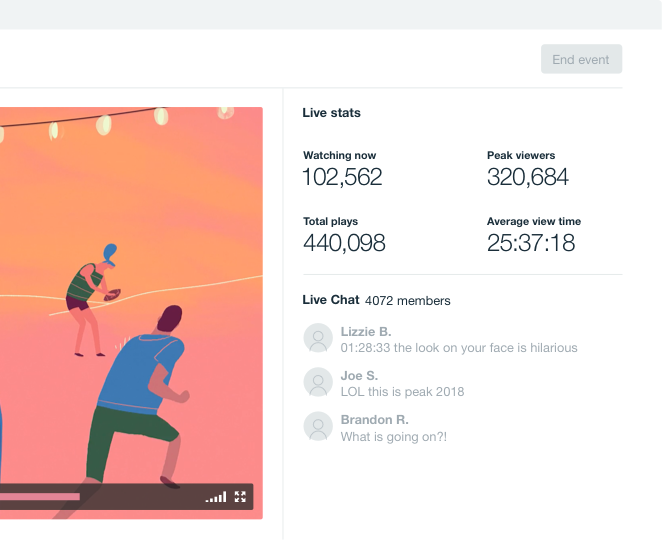 End event
Live stats
Watching now
Peak viewers
102,562
320,684
Total plays
Average view time
440,098
25:37:18
Live Chat 4072 members
Lizzie B.
01:28:33 the look on your face is hilarious
Joe S.
LOL this is peak 2018
Brandon R.
What is going on?!